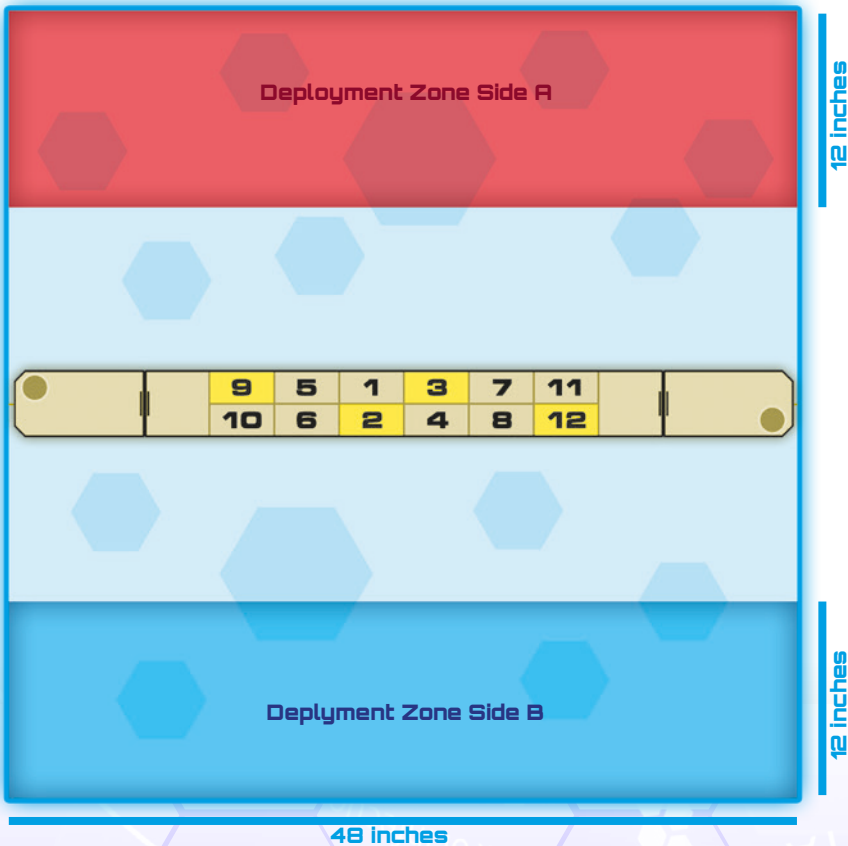 Deployment Zone Side A
12 inches
9 5 1 3 7 11
10 6 2 4 8 12
Deplyment Zone Side B
12 inches
48 inches